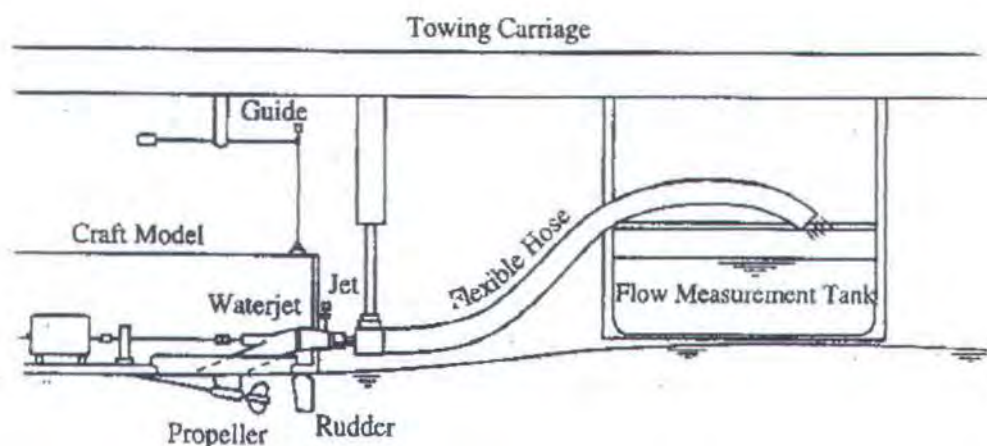 Towing Carriage
Guide
Craft Model
Flexible Hose
Jet
Waterjet
Flow Measurement Tank
Propeller
Rudder